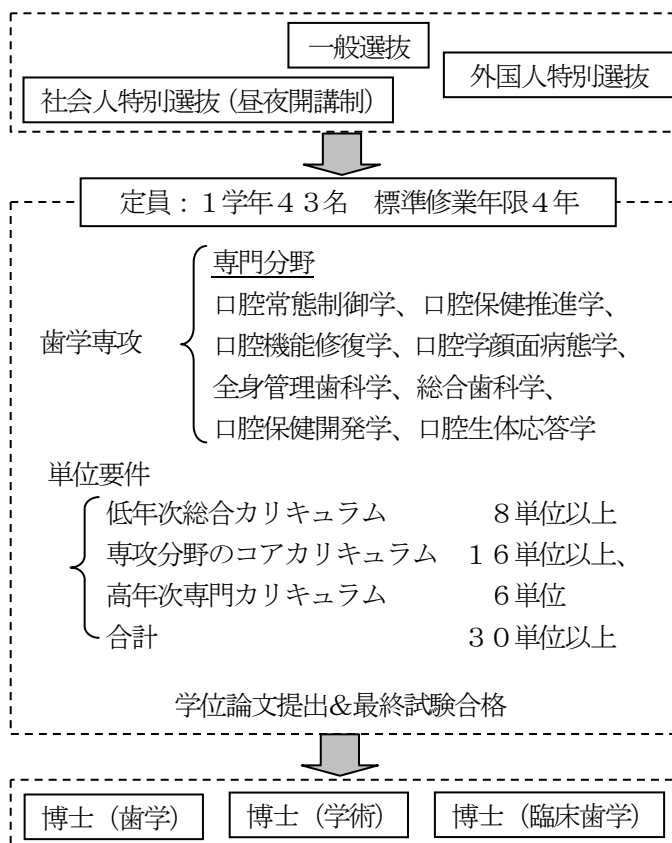 一般選抜
外国人特別選抜
社会人特別選抜（昼夜開講制）
定員：１学年４３名　標準修業年限４年
専門分野
口腔常態制御学、口腔保健推進学、
歯学専攻
口腔機能修復学、口腔学顔面病態学、
全身管理歯科学、総合歯科学、
口腔保健開発学、口腔生体応答学
単位要件
低年次総合カリキュラム　８単位以上
専攻分野のコアカリキュラム　１６単位以上、
高年次専門カリキュラム　６単位
合計　３０単位以上
学位論文提出＆最終試験合格
博士（歯学）　博士（学術）　博士（臨床歯学）